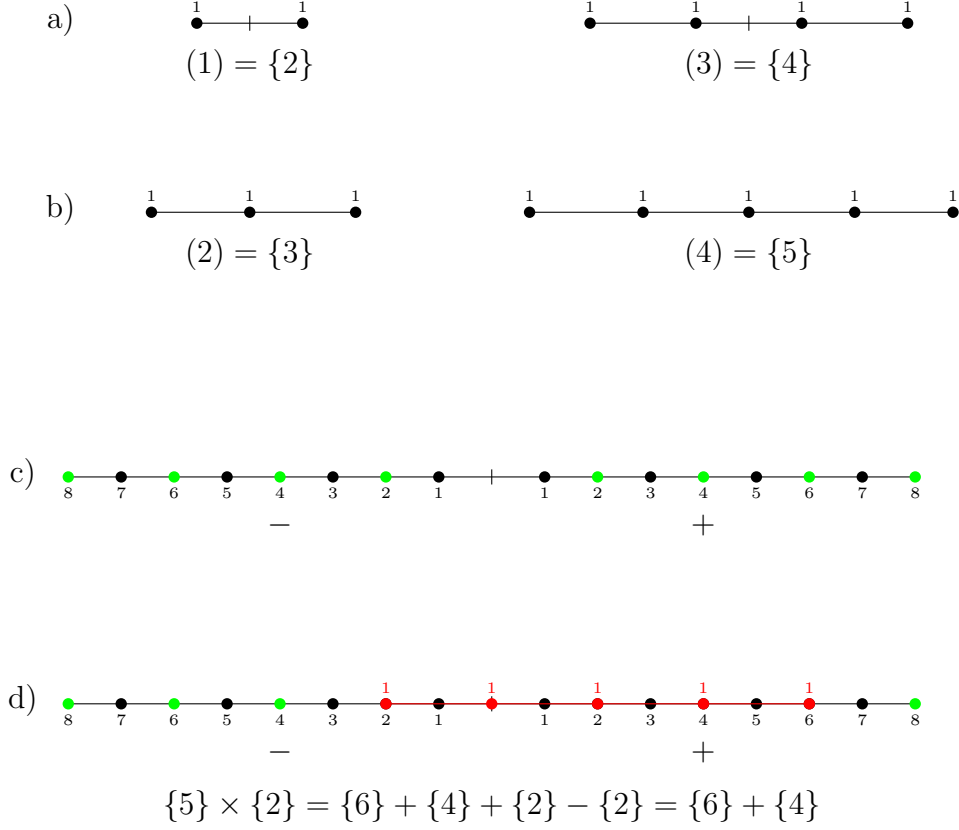 a) 1 1 1 1 1 1
(1) = {2} (3) = {4}
b) 1 1 1 1 1 1 1 1
(2) = {3} (4) = {5}
c) 8 7 6 5 4 3 2 1 1 2 3 4 5 6 7 8
− +
1 1 1 1 1
d) 8 7 6 5 4 3 2 1 1 2 3 4 5 6 7 8
− +
{5} × {2} = {6} + {4} + {2} − {2} = {6} + {4}